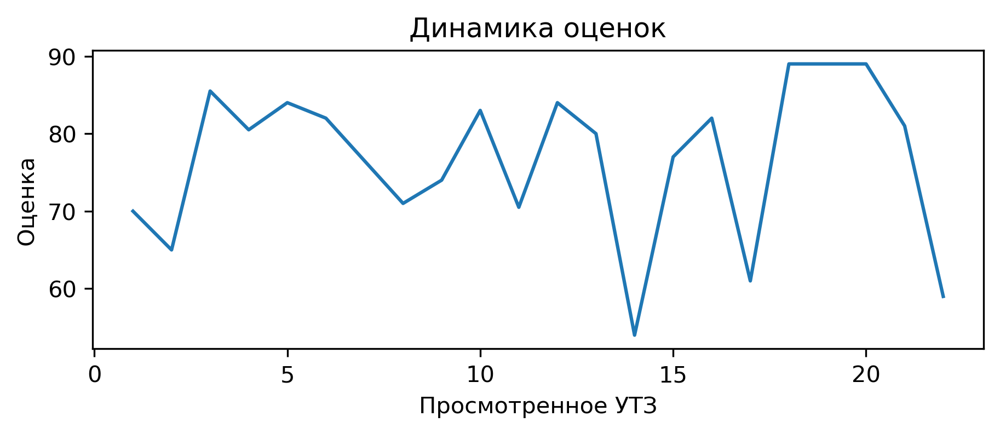 Динамика оценок
90
80
70
60
Оценка
0 5 10 15 20
Просмотренное УТЗ